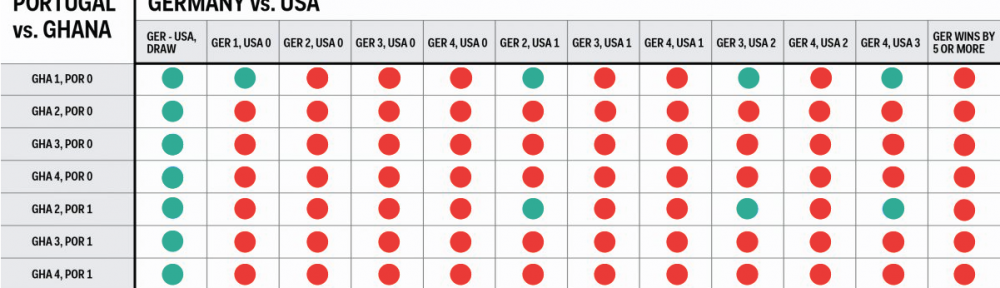 PORTUGAL
vs. GHANA
GERMANY vs. USA
GER - USA,
DRAW
GER 1, USA 0
GER 2, USA 0
GER 3, USA 0
GER 4, USA 0
GER 2, USA 1
GER 3, USA 1
GER 4, USA 1
GER 3, USA 2
GER 4, USA 2
GER 4, USA 3
GER WINS BY
5 OR MORE
GHA 1, POR 0
GHA 2, POR 0
GHA 3, POR 0
GHA 4, POR 0
GHA 2, POR 1
GHA 3, POR 1
GHA 4, POR 1